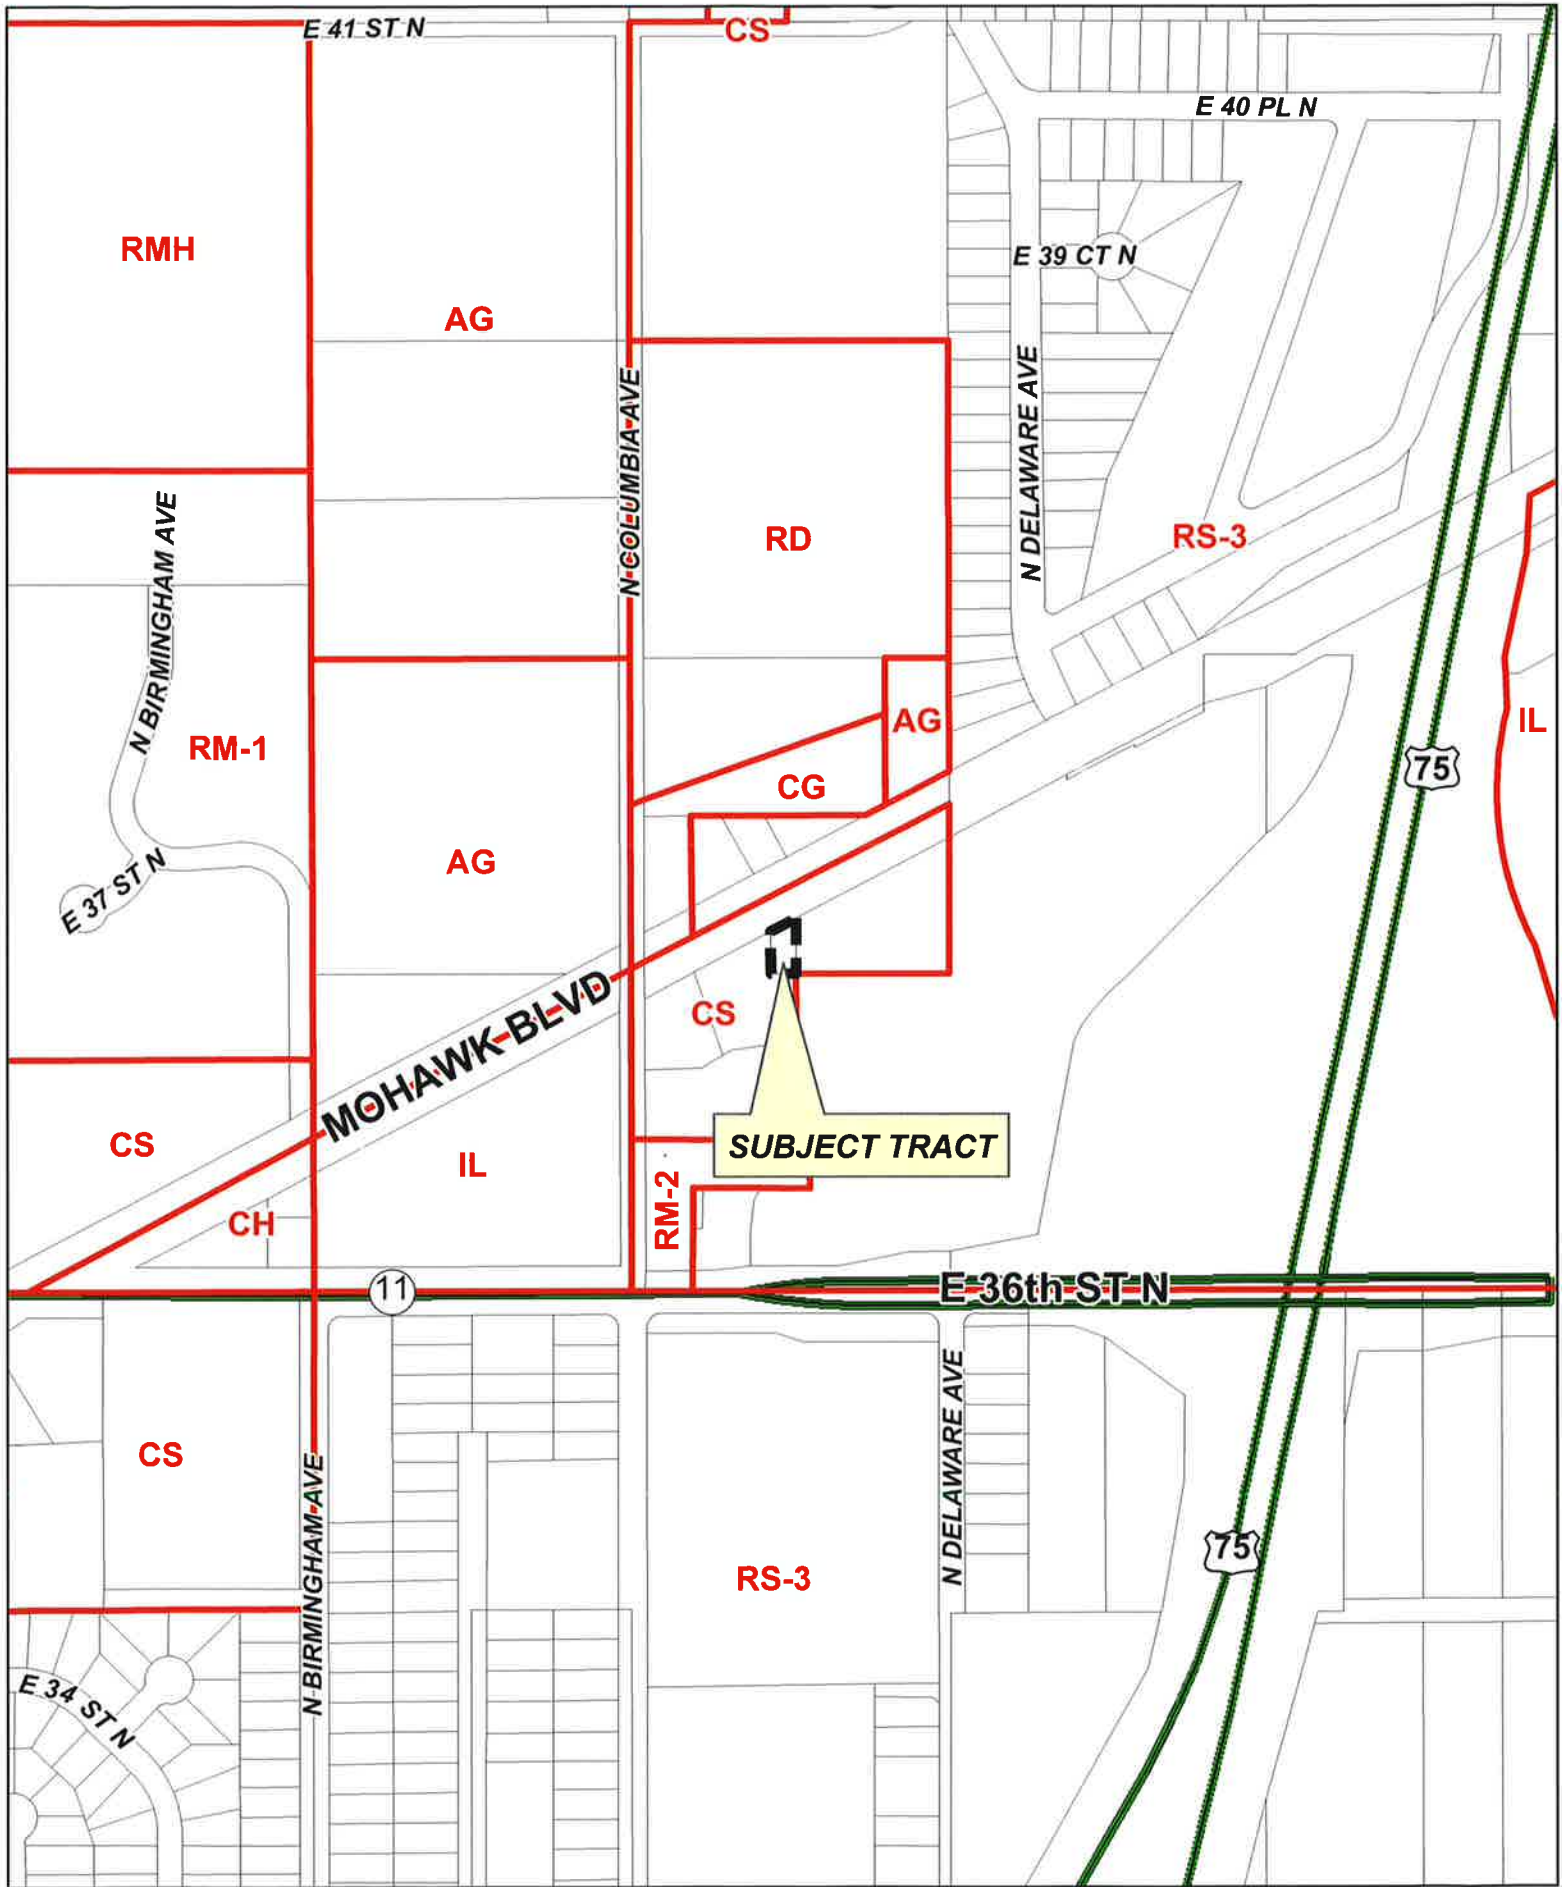 E 41 ST N
CS
E 40 PL N
RMH
E 39 CT N
AG
N DELAWARE AVE
N COLUMBIA AVE
N BIRMINGHAM AVE
RD
RS-3
AG
IL
RM-1
75
CG
AG
E 37 ST N
CS
MOHAWK BLVD
CS
SUBJECT TRACT
IL
RM-2
CH
11
E 36th ST N
N DELAWARE AVE
CS
N BIRMINGHAM AVE
75
RS-3
E 34 ST N